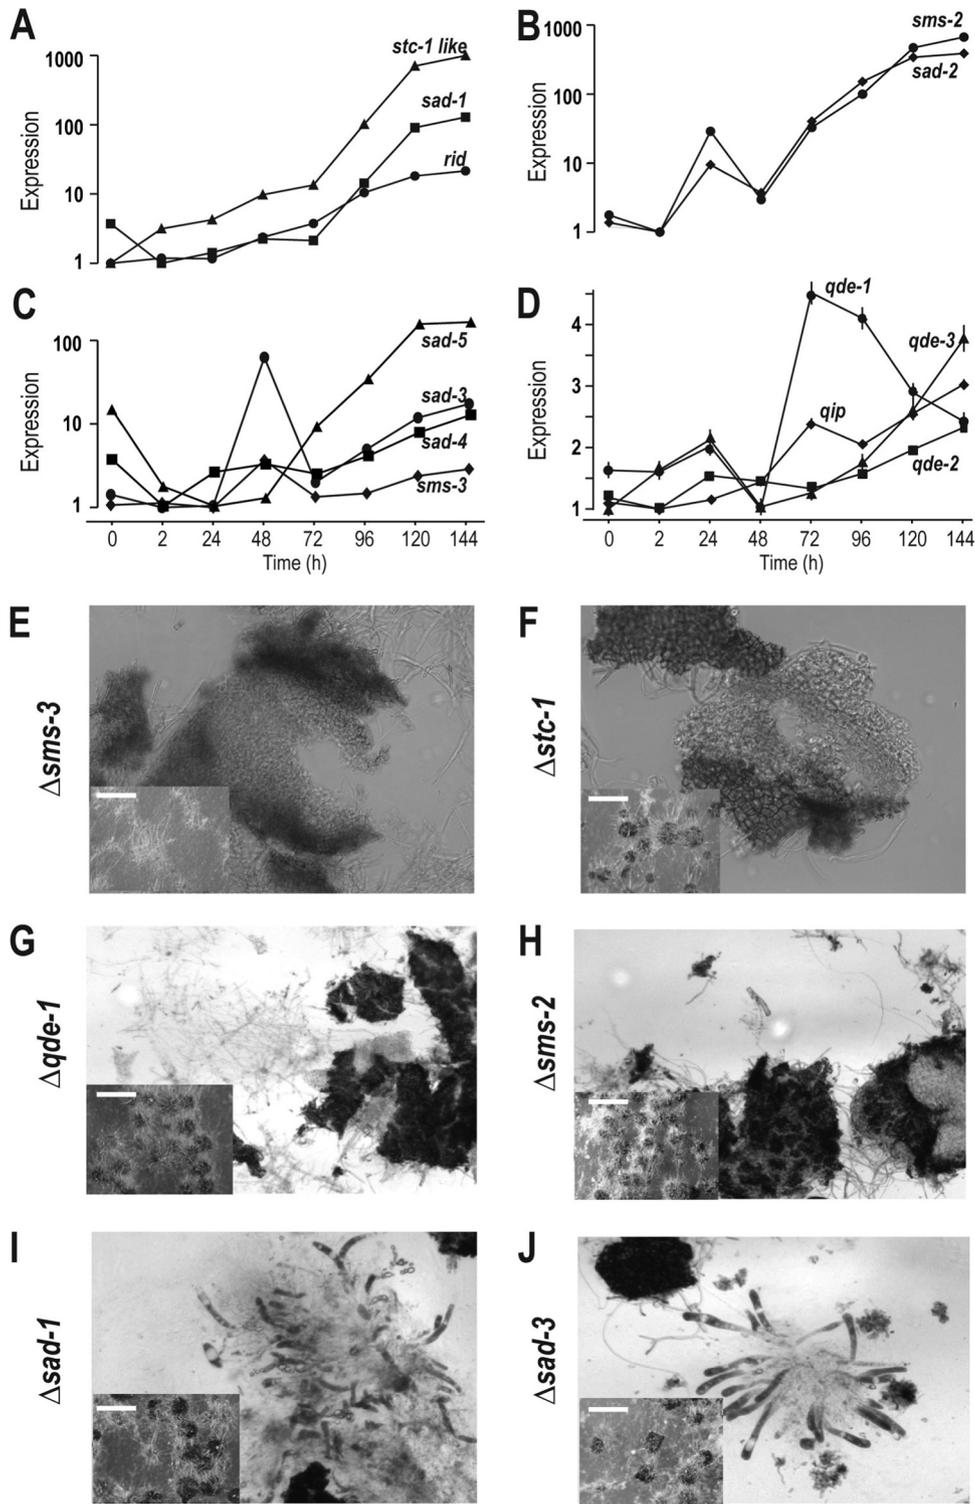 A
Expression
1000
100
10
1
stc-1 like
sad-1
rid
B
Expression
1000
100
10
1
sms-2
sad-2
C
Expression
100
10
1
sad-5
sad-3
sad-4
sms-3
0 2 24 48 72 96 120 144
Time (h)
D
Expression
4
3
2
1
qde-1
qde-3
qip
qde-2
0 2 24 48 72 96 120 144
Time (h)
E
Δsms-3
F
Δstc-1
G
Δqde-1
H
Δsms-2
I
Δsad-1
J
Δsad-3